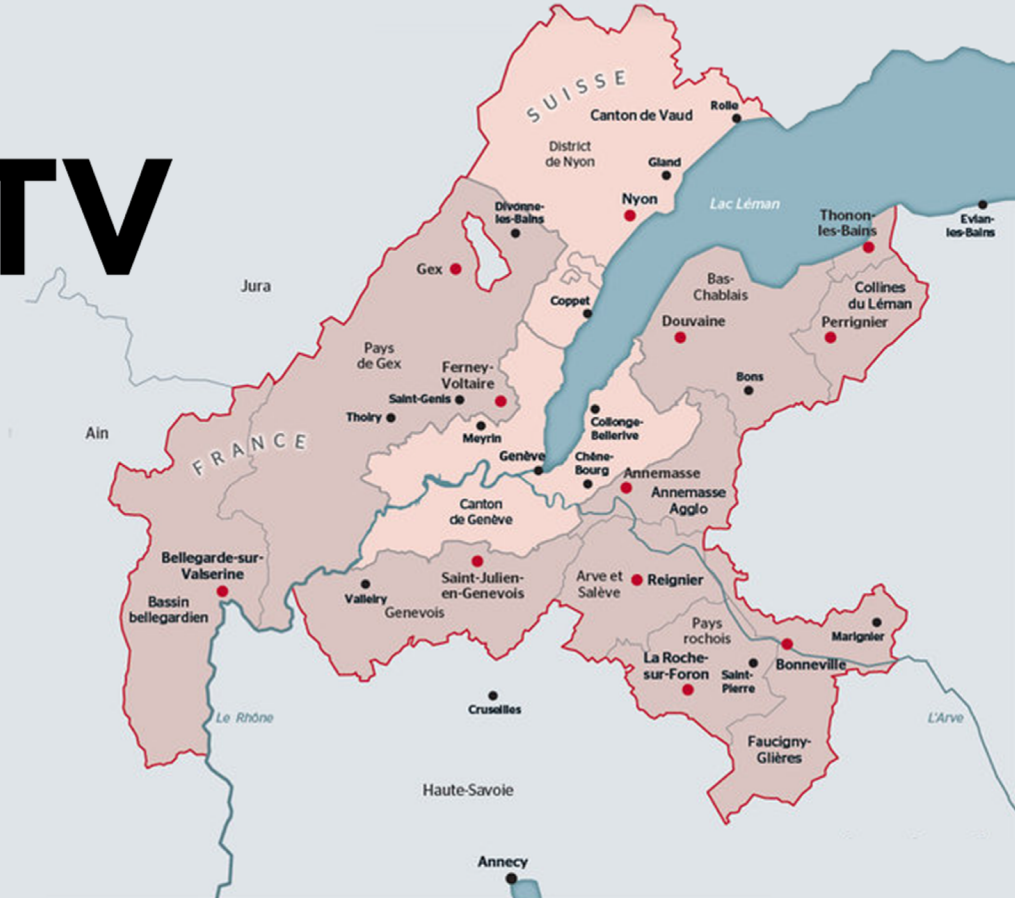 TV
SUISSE
Canton de Vaud
Rolle
District
de Nyon
Gland
Nyon
Lac Léman
Thonon-
les-Bains
Evian-
les-Bains
Divonne-
les-Bains
Gex
Jura
Coppet
Bas-
Chablais
Collines
du Léman
Douvaine
Perrignier
Pays
de Gex
Ferney-
Voltaire
Saint-Genis
Thoiry
Bons
Meyrin
Collonge-
Bellerive
Ain
FRANCE
Genève
Chêne-
Bourg
Annemasse
Annemasse
Agglo
Canton
de Genève
Bellegarde-sur-
Valserine
Saint-Julien-
en-Genevois
Arve et
Salève
Reignier
Valleiry
Genevois
Bassin
bellegardien
Pays
rochois
Marignier
La Roche-
sur-Foron
Saint-
Pierre
Bonneville
Cruseilles
Le Rhône
L'Arve
Faucigny-
Glières
Haute-Savoie
Annecy